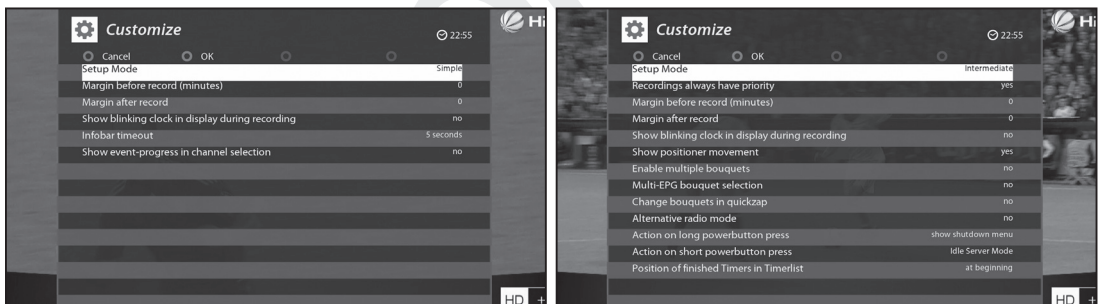 Customize
22:55
Cancel OK
Setup Mode Simple
Margin before record (minutes) 0
Margin after record 0
Show blinking clock in display during recording no
Infobar timeout 5 seconds
Show event-progress in channel selection no
Hi
HD +
Customize
22:55
Cancel OK
Setup Mode Intermediate
Recordings always have priority yes
Margin before record (minutes) 0
Margin after record 0
Show blinking clock in display during recording no
Show positioner movement yes
Enable multiple bouquets no
Multi-EPG bouquet selection no
Change bouquets in quickzap no
Alternative radio mode no
Action on long powerbutton press show shutdown menu
Action on short powerbutton press Idle Server Mode
Position of finished Timers in Timerlist at beginning
Hi
HD +